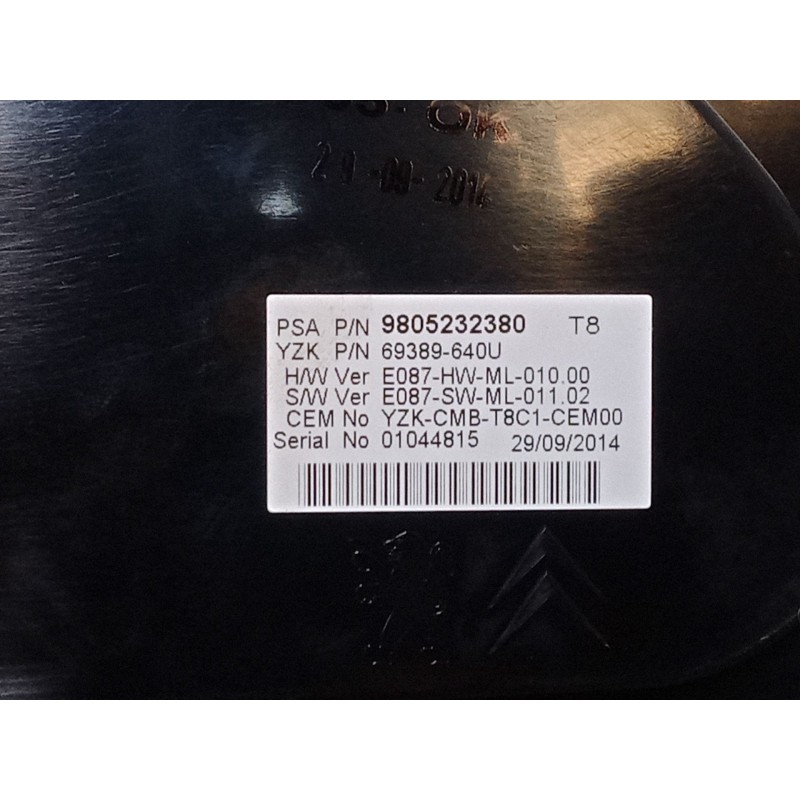 OK
29-09-2014
PSA P/N 9805232380 T8
YZK P/N 69389-640U
H/W Ver E087-HW-ML-010.00
S/W Ver E087-SW-ML-011.02
CEM No YZK-CMB-T8C1-CEM00
Serial No 01044815 29/09/2014